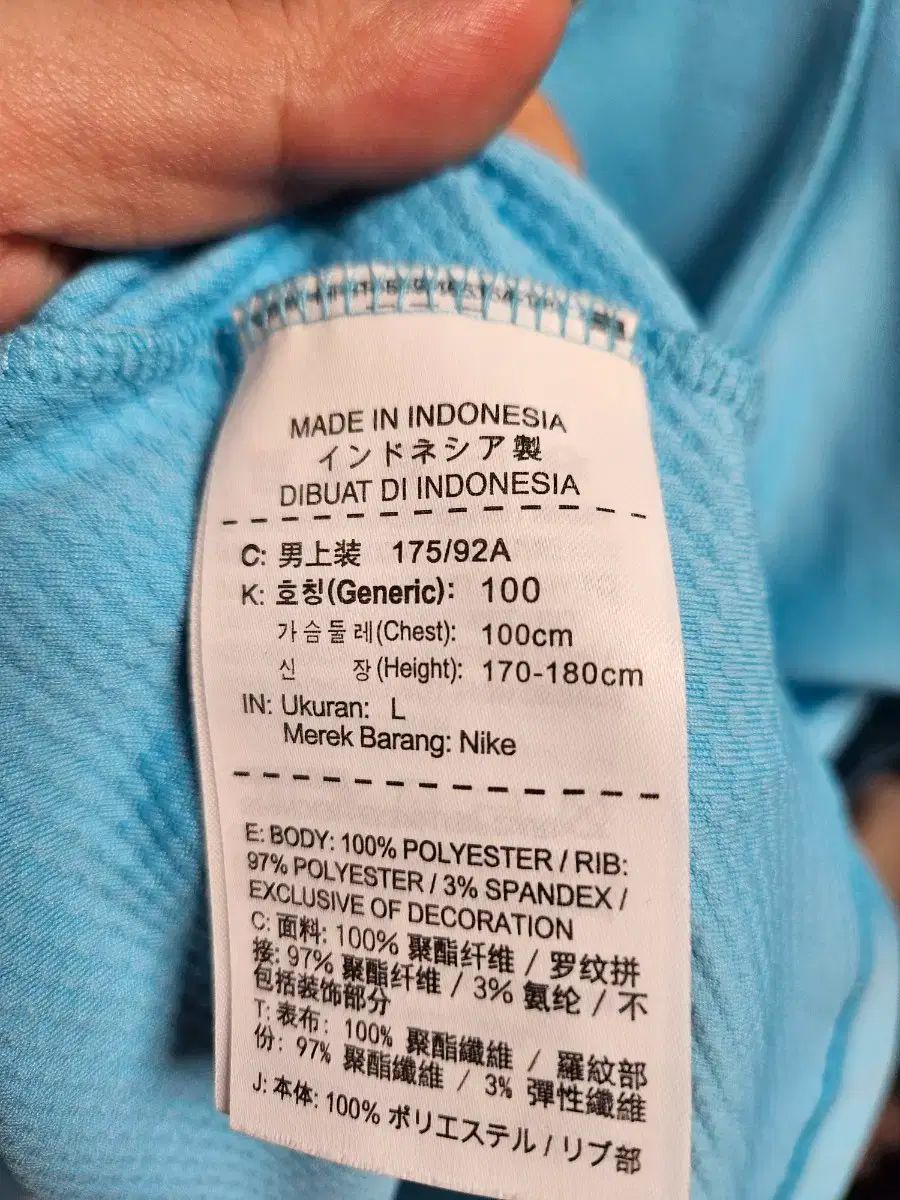 MADE IN INDONESIA
インドネシア製
DIBUAT DI INDONESIA
C: 男上装 175/92A
K: 호칭(Generic): 100
가슴둘레(Chest): 100cm
신 장(Height): 170-180cm
IN: Ukuran: L
Merek Barang: Nike
E: BODY: 100% POLYESTER / RIB:
97% POLYESTER / 3% SPANDEX /
EXCLUSIVE OF DECORATION
C: 面料: 100% 聚酯纤维 / 罗纹拼
接: 97% 聚酯纤维 / 3% 氨纶 / 不
包括装饰部分
T: 表布: 100% 聚酯纖維 / 羅紋部
份: 97% 聚酯纖維 / 3% 彈性纖維
J: 本体: 100% ポリエステル / リブ部